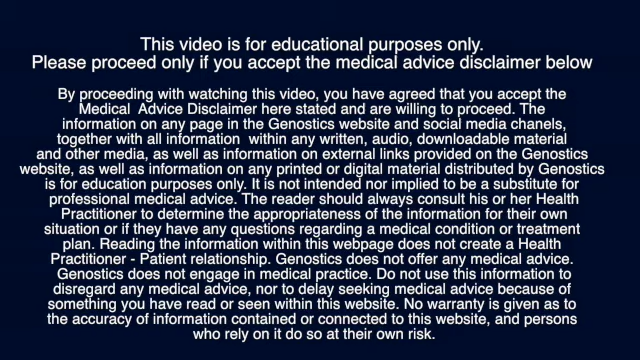 This video is for educational purposes only.
Please proceed only if you accept the medical advice disclaimer below
By proceeding with watching this video, you have agreed that you accept the
Medical Advice Disclaimer here stated and are willing to proceed. The
information on any page in the Genostics website and social media chanels,
together with all information within any written, audio, downloadable material
and other media, as well as information on external links provided on the Genostics
website, as well as information on any printed or digital material distributed by Genostics
is for education purposes only. It is not intended nor implied to be a substitute for
professional medical advice. The reader should always consult his or her Health
Practitioner to determine the appropriateness of the information for their own
situation or if they have any questions regarding a medical condition or treatment
plan. Reading the information within this webpage does not create a Health
Practitioner - Patient relationship. Genostics does not offer any medical advice.
Genostics does not engage in medical practice. Do not use this information to
disregard any medical advice, nor to delay seeking medical advice because of
something you have read or seen within this website. No warranty is given as to
the accuracy of information contained or connected to this website, and persons
who rely on it do so at their own risk.